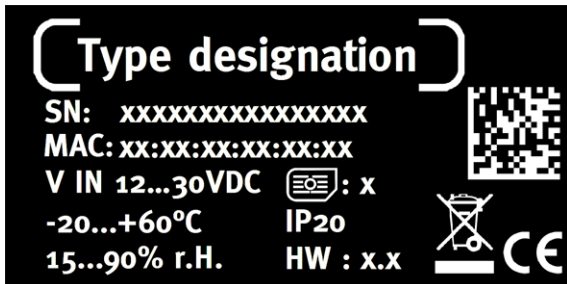 Type designation
SN: xxxxxxxxxxxxxxxx
MAC: xx:xx:xx:xx:xx:xx
V IN 12...30VDC : x
-20...+60°C IP20
15...90% r.H. HW : x.x
CE